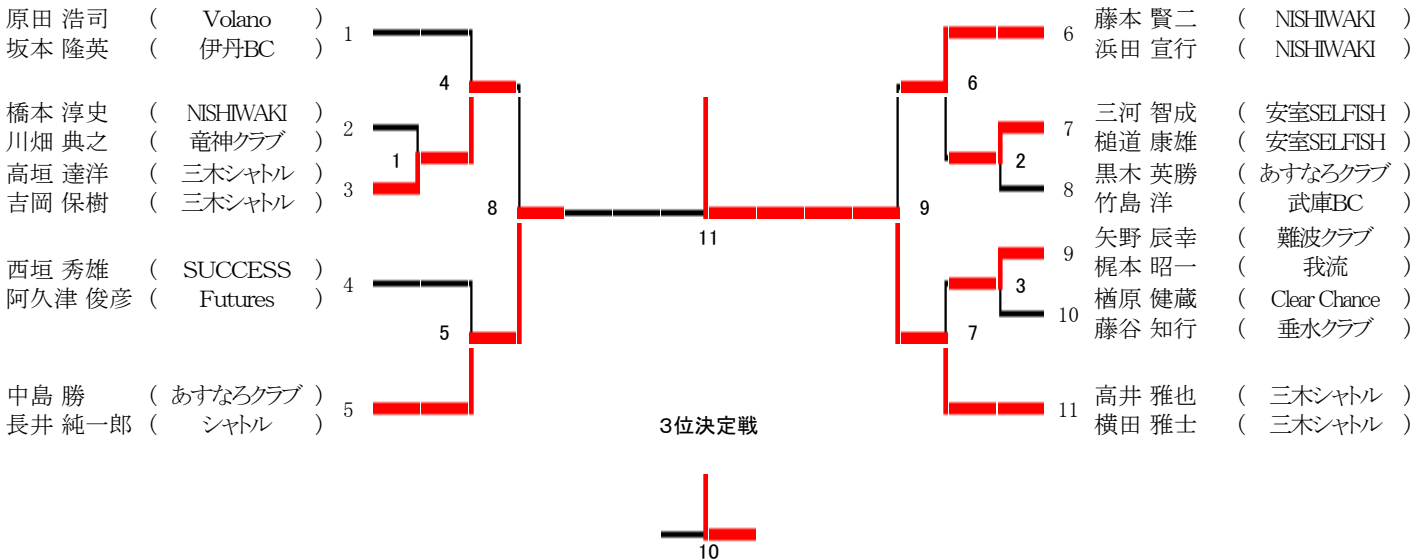 原田 浩司 ( Volano )
坂本 隆英 ( 伊丹BC )
1
4
橋本 淳史 ( NISHIWAKI )
川畑 典之 ( 竜神クラブ )
2
1
高垣 達洋 ( 三木シャトル )
吉岡 保樹 ( 三木シャトル )
3
8
西垣 秀雄 ( SUCCESS )
阿久津 俊彦 ( Futures )
4
5
中島 勝 ( あすなろクラブ )
長井 純一郎 ( シャトル )
5
11
3位決定戦
10
6
藤本 賢二 ( NISHIWAKI )
浜田 宣行 ( NISHIWAKI )
6
7
三河 智成 ( 安室SELFISH )
槌道 康雄 ( 安室SELFISH )
2
8
黒木 英勝 ( あすなろクラブ )
竹島 洋 ( 武庫BC )
9
9
矢野 辰幸 ( 難波クラブ )
梶本 昭一 ( 我流 )
3
10
楢原 健蔵 ( Clear Chance )
藤谷 知行 ( 垂水クラブ )
7
11
高井 雅也 ( 三木シャトル )
横田 雅士 ( 三木シャトル )